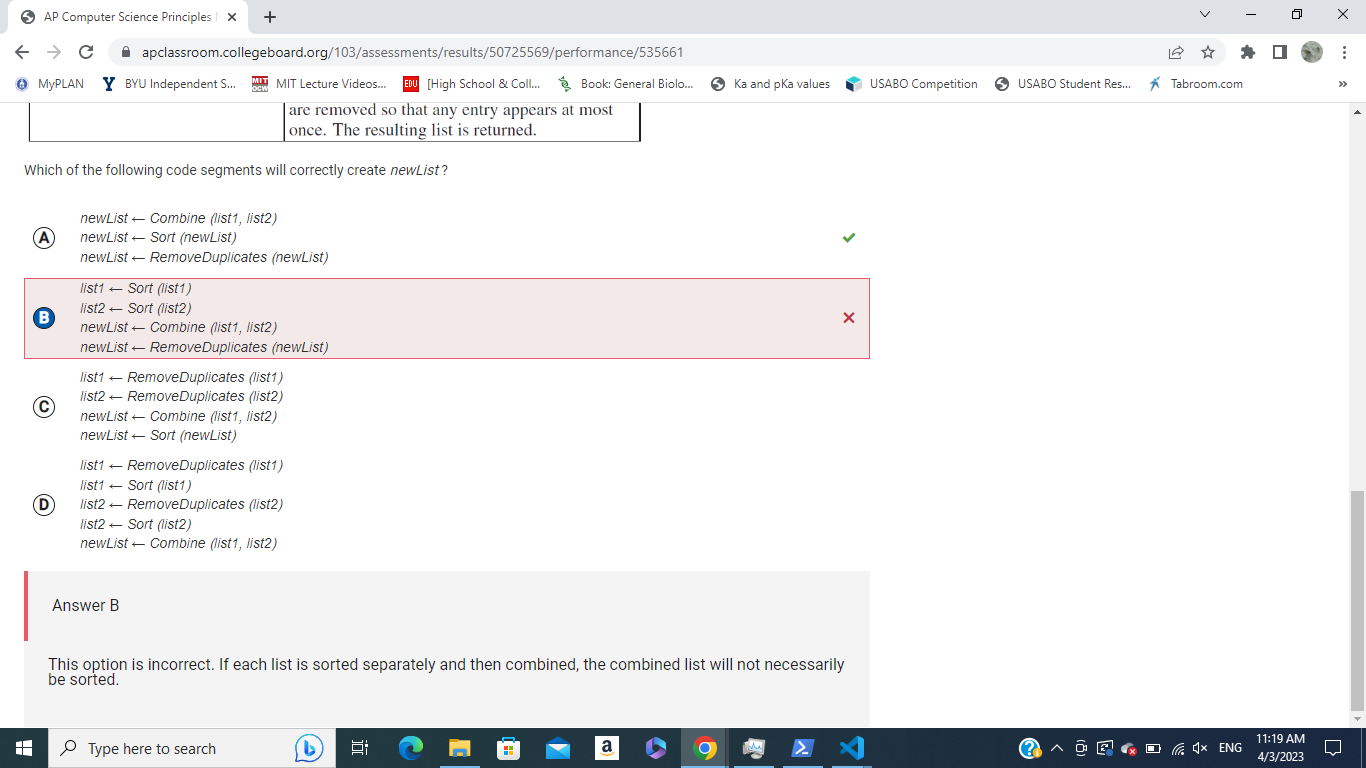 AP Computer Science Principles
apclassroom.collegeboard.org/103/assessments/results/50725569/performance/535661
MyPLAN
BYU Independent S...
MIT Lecture Videos...
[High School & Coll...
Book: General Biolo...
Ka and pKa values
USABO Competition
USABO Student Res...
Tabroom.com
are removed so that any entry appears at most
once. The resulting list is returned.
Which of the following code segments will correctly create newList ?
A
newList ← Combine (list1, list2)
newList ← Sort (newList)
newList ← RemoveDuplicates (newList)
B
list1 ← Sort (list1)
list2 ← Sort (list2)
newList ← Combine (list1, list2)
newList ← RemoveDuplicates (newList)
C
list1 ← RemoveDuplicates (list1)
list2 ← RemoveDuplicates (list2)
newList ← Combine (list1, list2)
newList ← Sort (newList)
D
list1 ← RemoveDuplicates (list1)
list1 ← Sort (list1)
list2 ← RemoveDuplicates (list2)
list2 ← Sort (list2)
newList ← Combine (list1, list2)
Answer B
This option is incorrect. If each list is sorted separately and then combined, the combined list will not necessarily
be sorted.
Type here to search
ENG
11:19 AM
4/3/2023